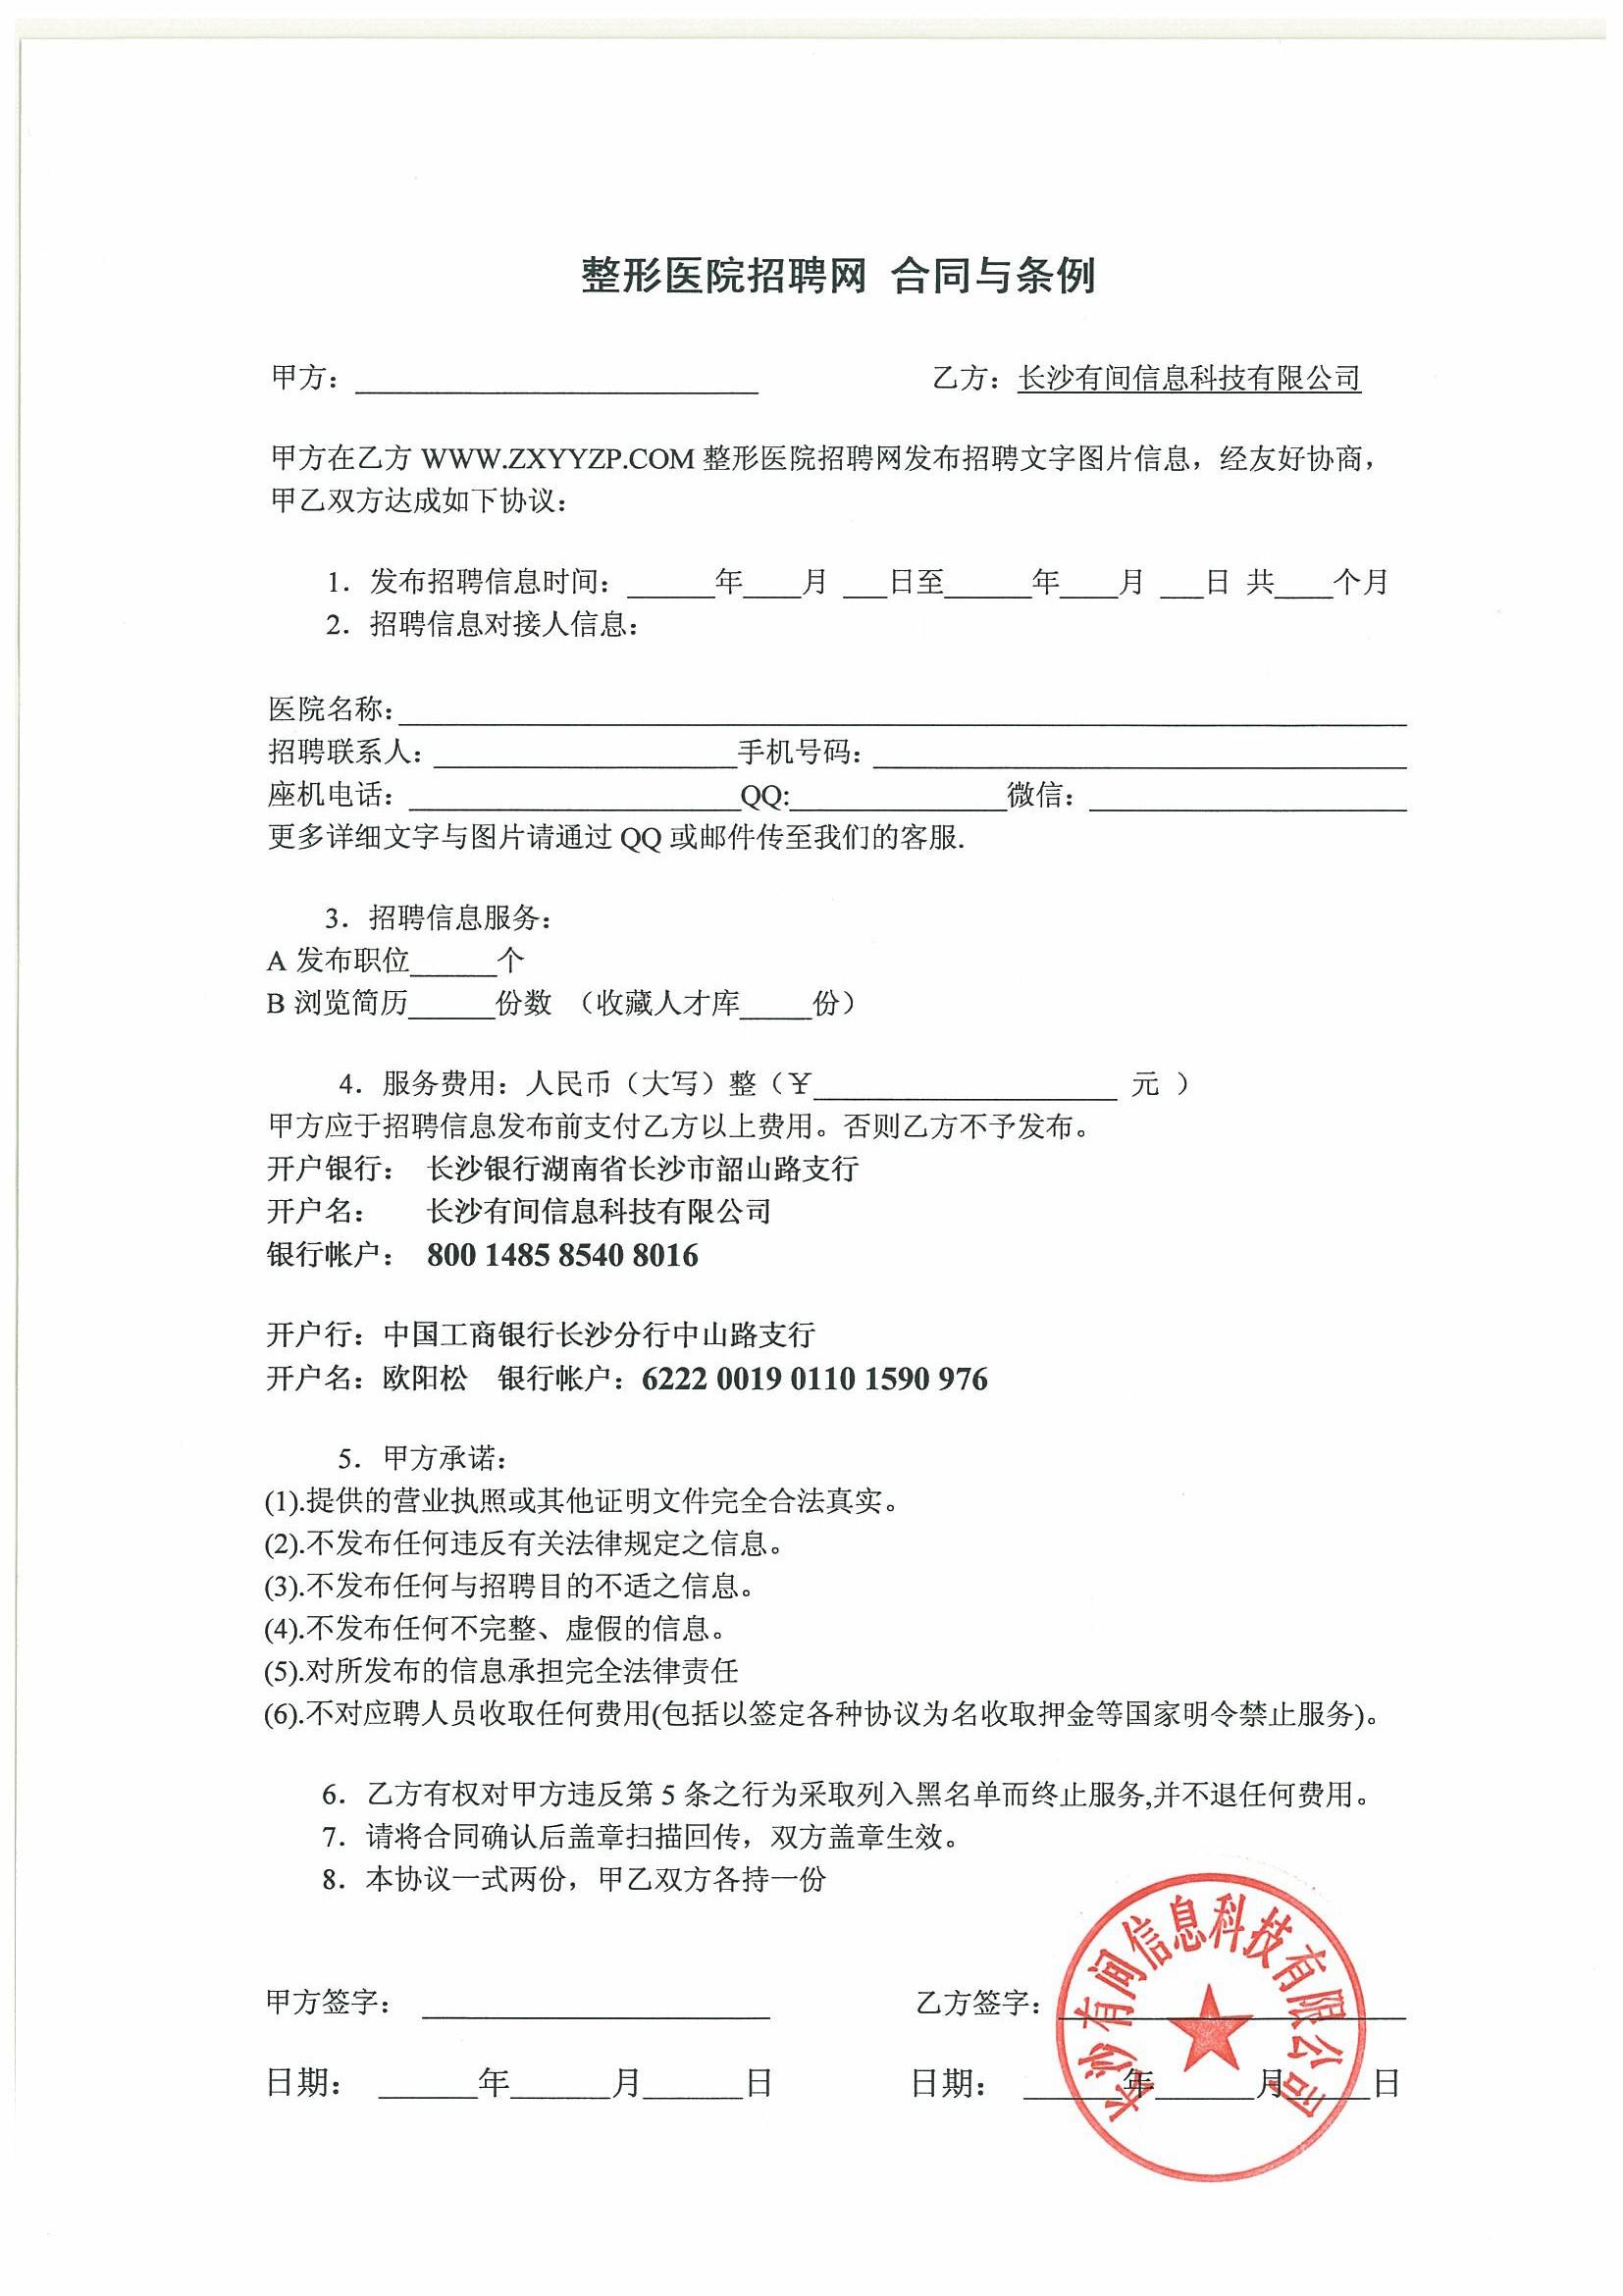 整形医院招聘网 合同与条例
甲方：____________________ 乙方：长沙有间信息科技有限公司
甲方在乙方 WWW.ZXYYZP.COM 整形医院招聘网发布招聘文字图片信息，经友好协商，
甲乙双方达成如下协议：
1．发布招聘信息时间：______年____月 ___日至______年____月 ___日 共____个月
2．招聘信息对接人信息：
医院名称：____________________
招聘联系人：____________________手机号码：____________________
座机电话：____________________QQ:_______________微信：____________________
更多详细文字与图片请通过 QQ 或邮件传至我们的客服.
3．招聘信息服务：
A 发布职位______个
B 浏览简历______份数 （收藏人才库_____份）
4．服务费用：人民币（大写）整（￥____________________ 元 ）
甲方应于招聘信息发布前支付乙方以上费用。否则乙方不予发布。
开户银行： 长沙银行湖南省长沙市韶山路支行
开户名： 长沙有间信息科技有限公司
银行帐户： 800 1485 8540 8016
开户行：中国工商银行长沙分行中山路支行
开户名：欧阳松 银行帐户：6222 0019 0110 1590 976
5．甲方承诺：
(1).提供的营业执照或其他证明文件完全合法真实。
(2).不发布任何违反有关法律规定之信息。
(3).不发布任何与招聘目的不适之信息。
(4).不发布任何不完整、虚假的信息。
(5).对所发布的信息承担完全法律责任
(6).不对应聘人员收取任何费用(包括以签定各种协议为名收取押金等国家明令禁止服务)。
6．乙方有权对甲方违反第 5 条之行为采取列入黑名单而终止服务,并不退任何费用。
7．请将合同确认后盖章扫描回传，双方盖章生效。
8．本协议一式两份，甲乙双方各持一份
甲方签字：____________________ 乙方签字：____________________
日期：______年______月______日 日期：______年______月______日
长沙有间信息科技有限公司